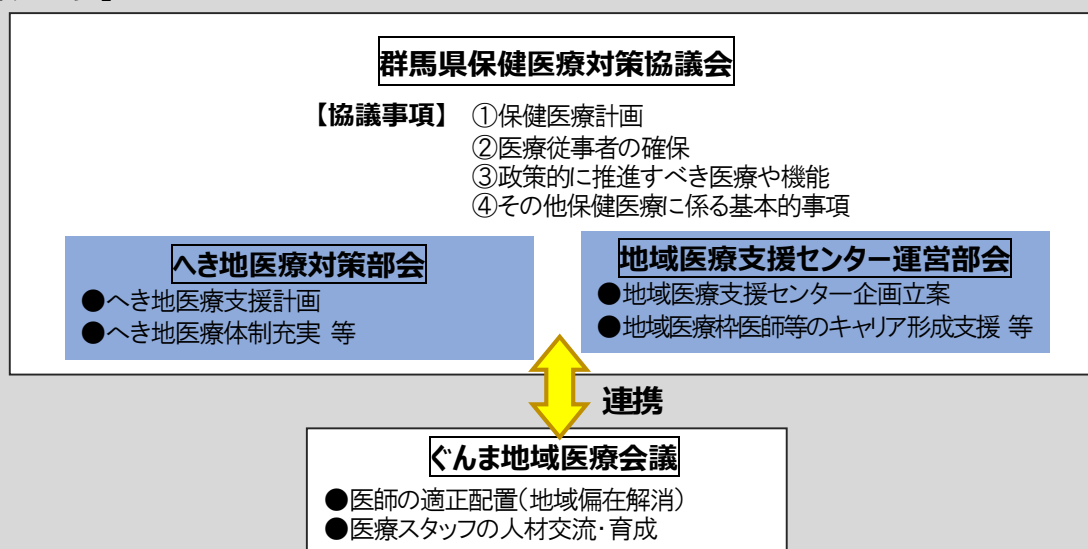 群馬県保健医療対策協議会
【協議事項】 ①保健医療計画
②医療従事者の確保
③政策的に推進すべき医療や機能
④その他保健医療に係る基本的事項
へき地医療対策部会
●へき地医療支援計画
●へき地医療体制充実 等
地域医療支援センター運営部会
●地域医療支援センター企画立案
●地域医療枠医師等のキャリア形成支援 等
連携
ぐんま地域医療会議
●医師の適正配置(地域偏在解消)
●医療スタッフの人材交流・育成